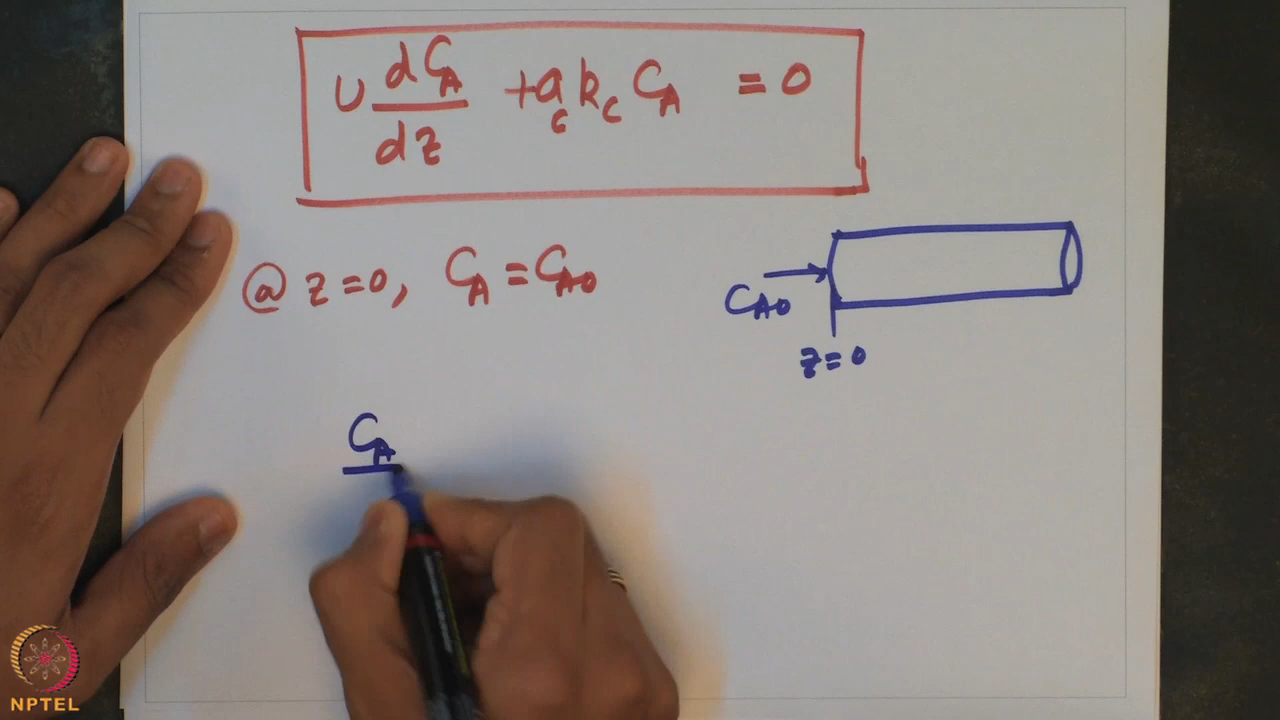 U dC_A/dz + a_c k_c C_A = 0
@ z=0, C_A = C_A0
C_A0
z=0
C_A
NPTEL